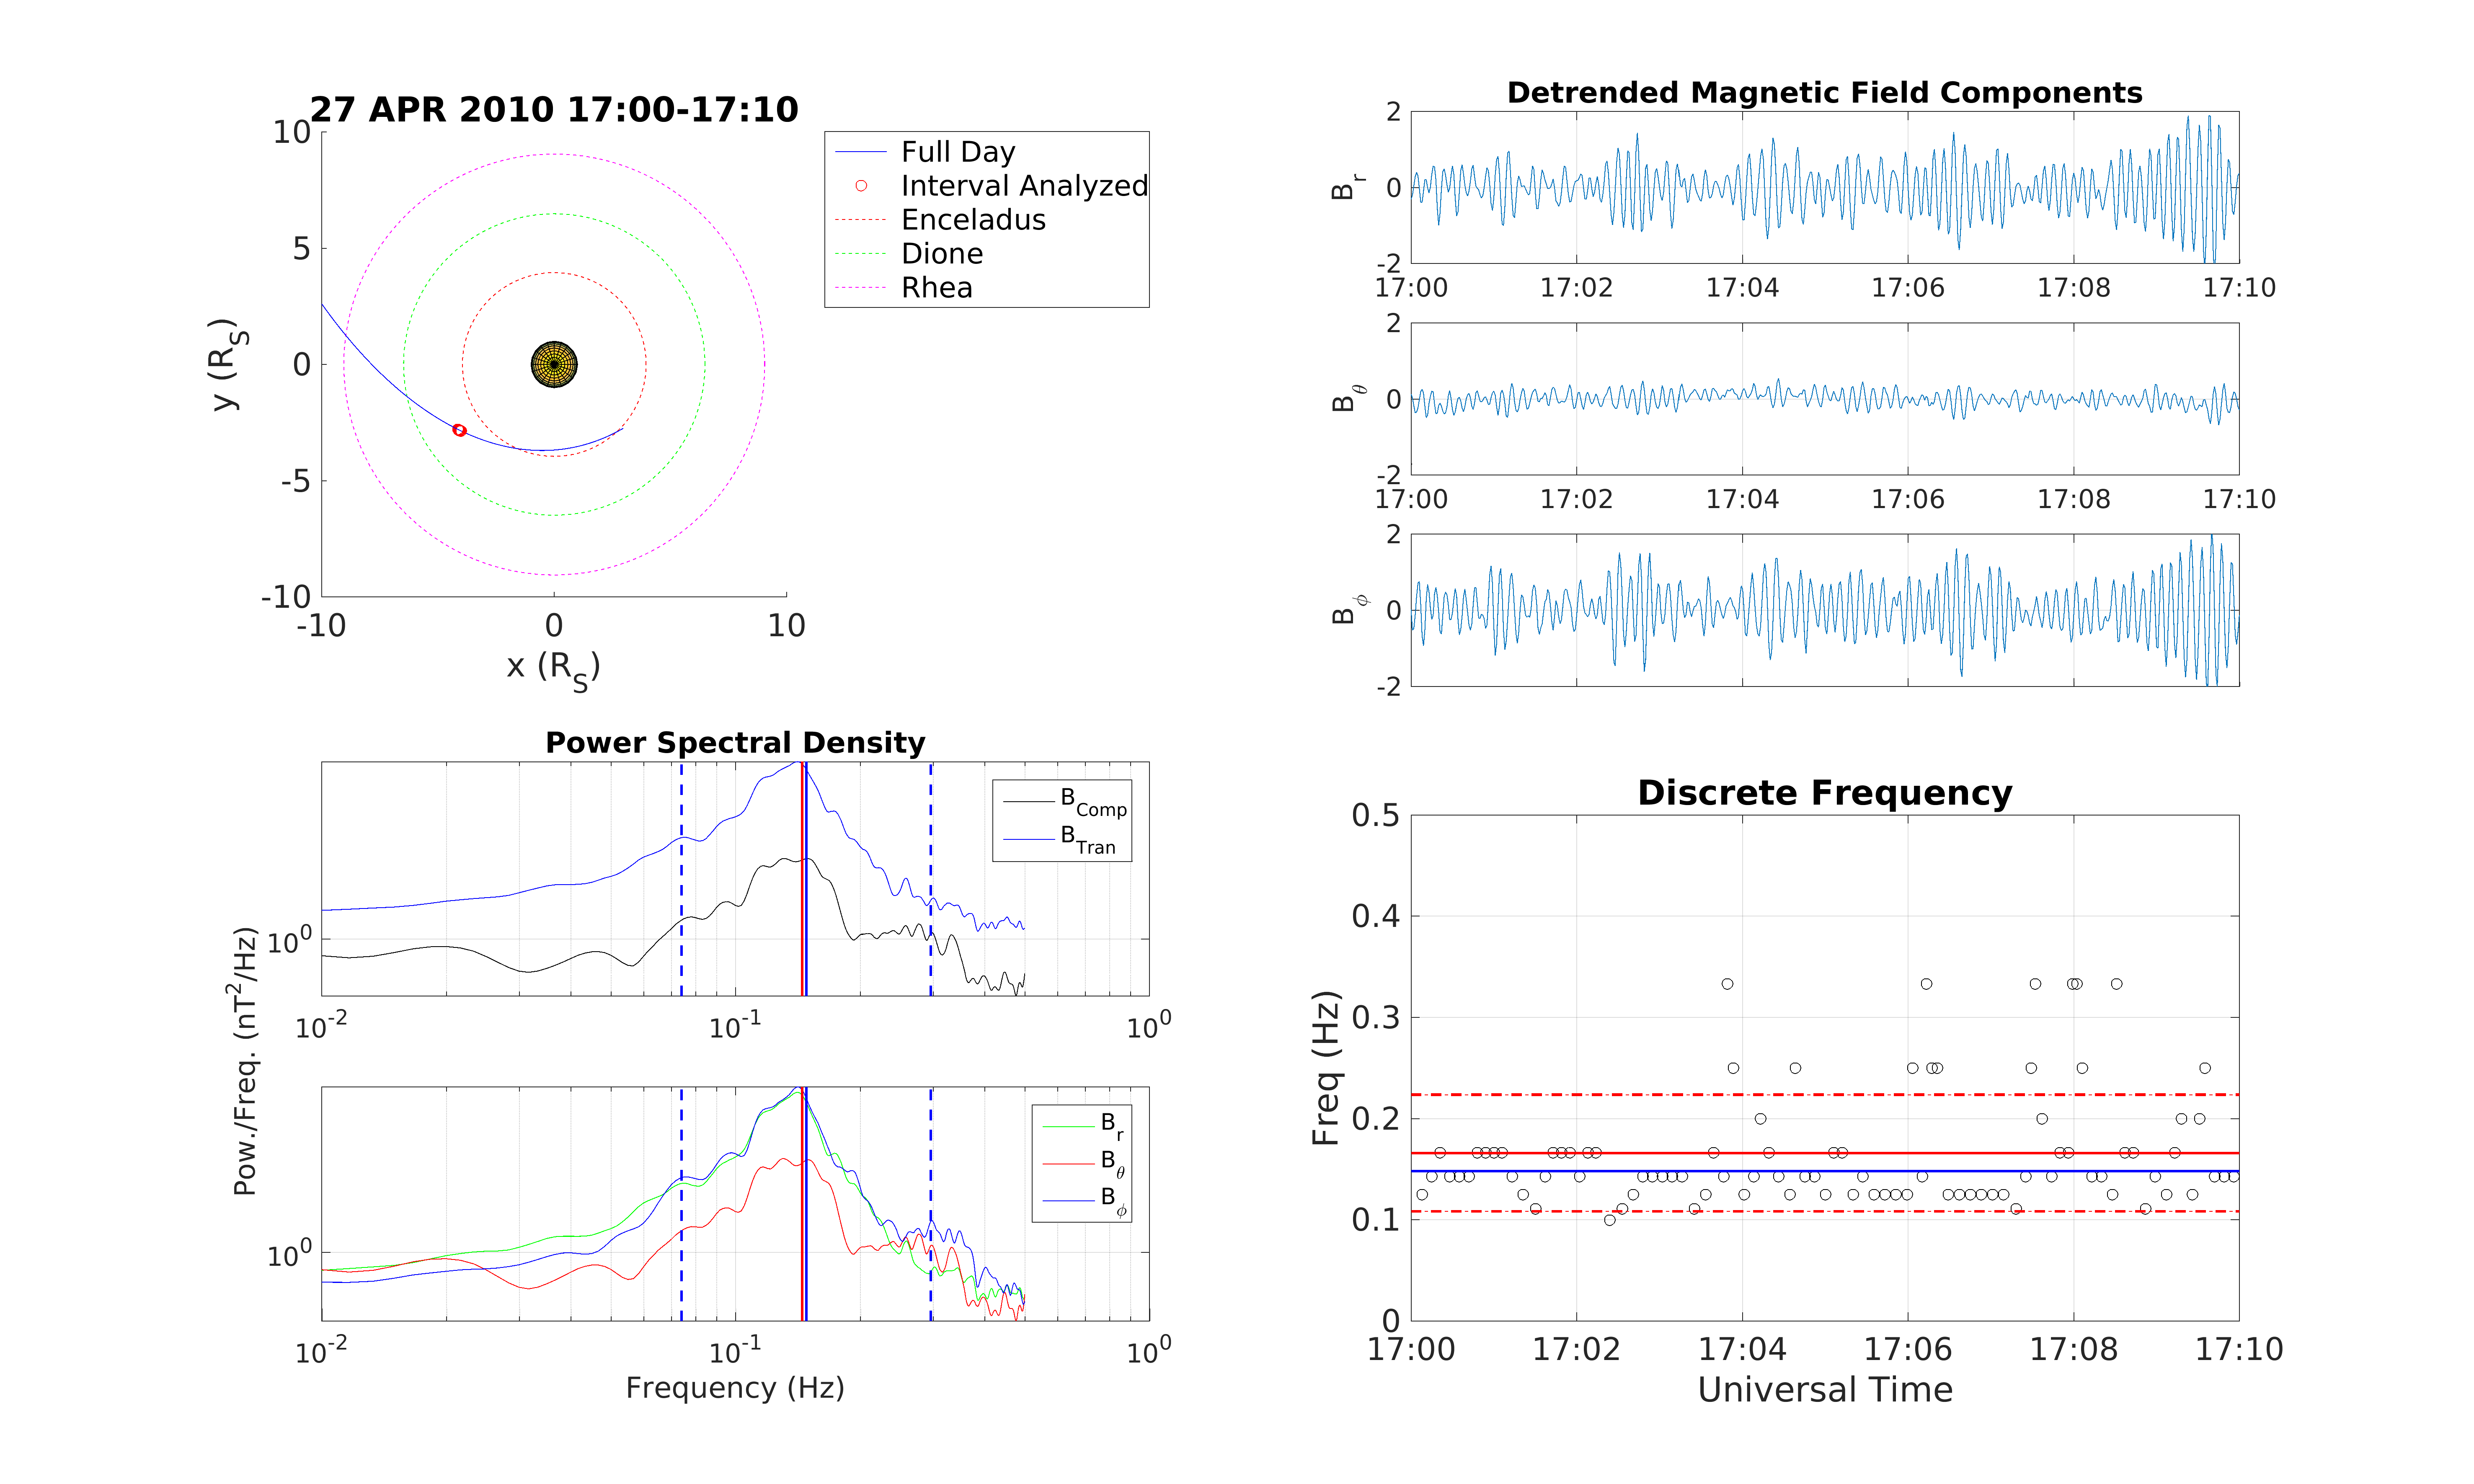 27 APR 2010 17:00-17:10
10
5
0
-5
-10
-10 0 10
y (R_S)
x (R_S)
Full Day
Interval Analyzed
Enceladus
Dione
Rhea
Detrended Magnetic Field Components
2
0
-2
B_r
17:00 17:02 17:04 17:06 17:08 17:10
2
0
-2
B_θ
17:00 17:02 17:04 17:06 17:08 17:10
2
0
-2
B_ϕ
Power Spectral Density
B_Comp
B_Tran
10^0
10^-2 10^-1 10^0
Pow./Freq. (nT^2/Hz)
B_r
B_θ
B_ϕ
10^0
10^-2 10^-1 10^0
Frequency (Hz)
Discrete Frequency
0.5
0.4
0.3
0.2
0.1
0
Freq (Hz)
17:00 17:02 17:04 17:06 17:08 17:10
Universal Time